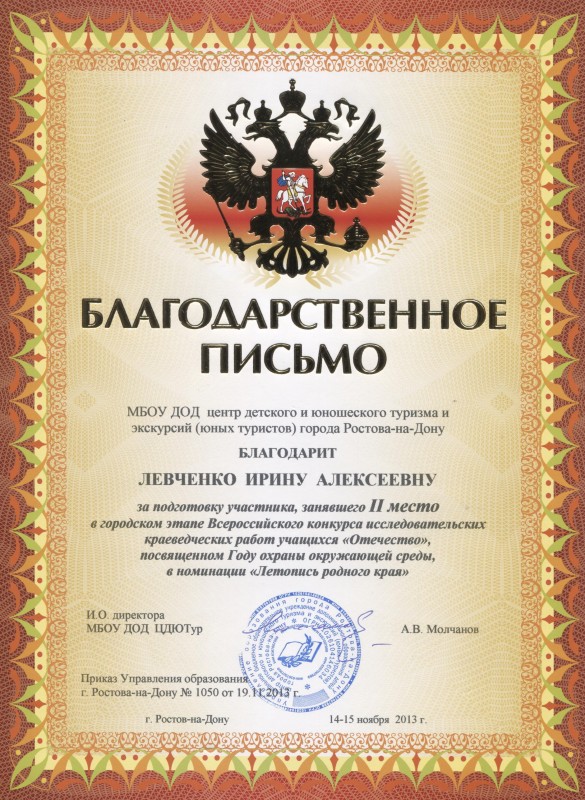 БЛАГОДАРСТВЕННОЕ
ПИСЬМО
МБОУ ДОД центр детского и юношеского туризма и
экскурсий (юных туристов) города Ростова-на-Дону
БЛАГОДАРИТ
ЛЕВЧЕНКО ИРИНУ АЛЕКСЕЕВНУ
за подготовку участника, занявшего II место
в городском этапе Всероссийского конкурса исследовательских
краеведческих работ учащихся «Отечество»,
посвященном Году охраны окружающей среды,
в номинации «Летопись родного края»
И.О. директора
МБОУ ДОД ЦДЮТур
А.В. Молчанов
Приказ Управления образования
г. Ростова-на-Дону № 1050 от 19.11.2013 г.
г. Ростов-на-Дону 14-15 ноября 2013 г.